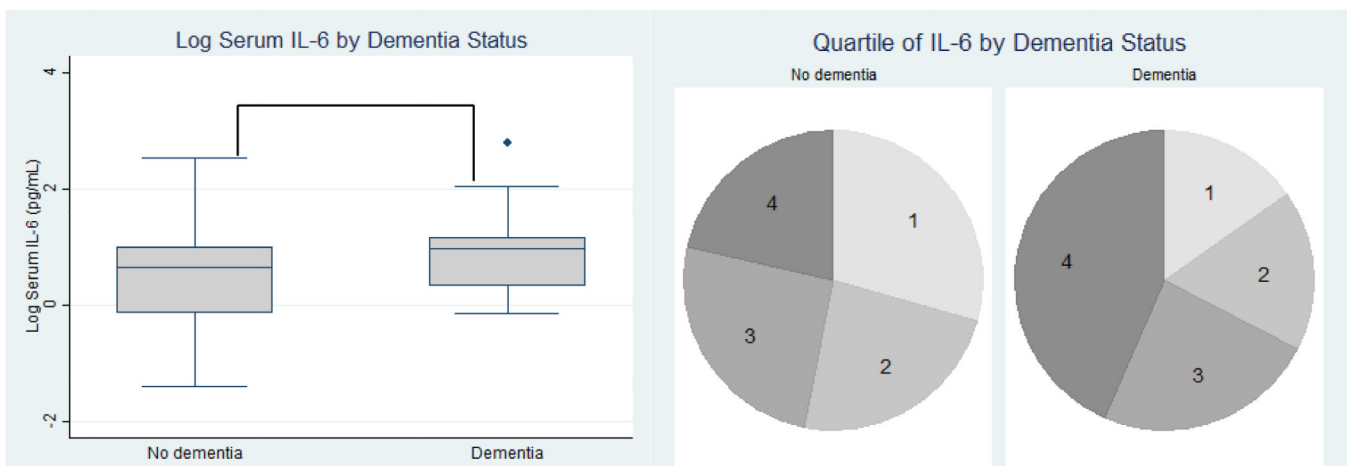 Log Serum IL-6 by Dementia Status
Log Serum IL-6 (pg/mL)
4
2
0
-2
No dementia
Dementia
Quartile of IL-6 by Dementia Status
No dementia
Dementia
4
1
3
2
1
4
2
3